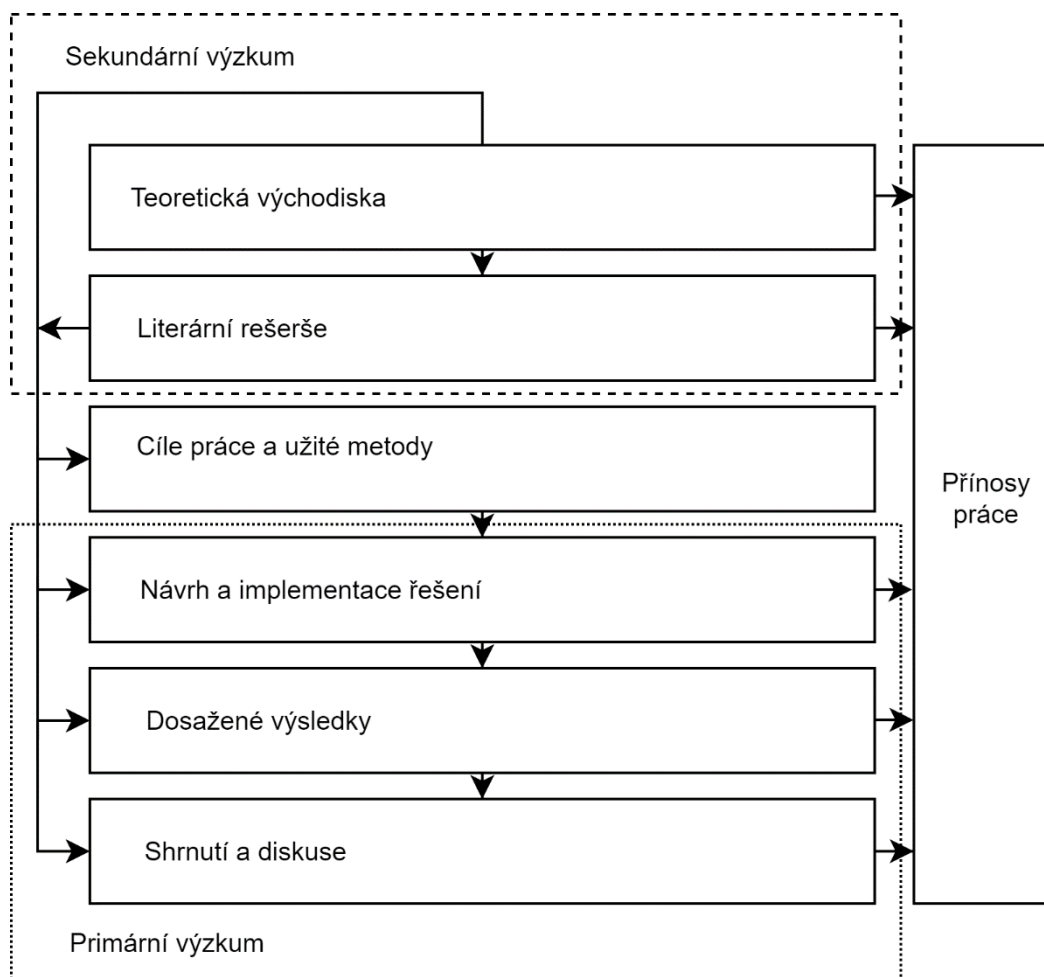 Sekundární výzkum
Teoretická východiska
Literární rešerše
Cíle práce a užité metody
Přínosy
práce
Návrh a implementace řešení
Dosažené výsledky
Shrnutí a diskuse
Primární výzkum